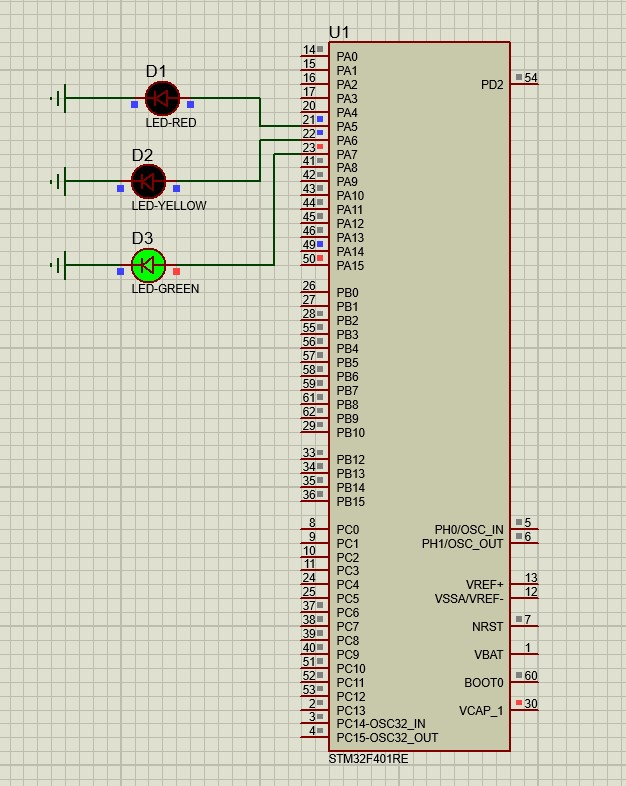 U1
D1
LED-RED
D2
LED-YELLOW
D3
LED-GREEN
14 PA0
15 PA1
16 PA2
17 PA3
20 PA4
21 PA5
22 PA6
23 PA7
41 PA8
42 PA9
43 PA10
44 PA11
45 PA12
46 PA13
49 PA14
50 PA15
26 PB0
27 PB1
28 PB2
55 PB3
56 PB4
57 PB5
58 PB6
59 PB7
61 PB8
62 PB9
29 PB10
33 PB12
34 PB13
35 PB14
36 PB15
8 PC0
9 PC1
10 PC2
11 PC3
24 PC4
25 PC5
37 PC6
38 PC7
39 PC8
40 PC9
51 PC10
52 PC11
53 PC12
2 PC13
3 PC14-OSC32_IN
4 PC15-OSC32_OUT
PD2 54
PH0/OSC_IN 5
PH1/OSC_OUT 6
VREF+ 13
VSSA/VREF- 12
NRST 7
VBAT 1
BOOT0 60
VCAP_1 30
STM32F401RE